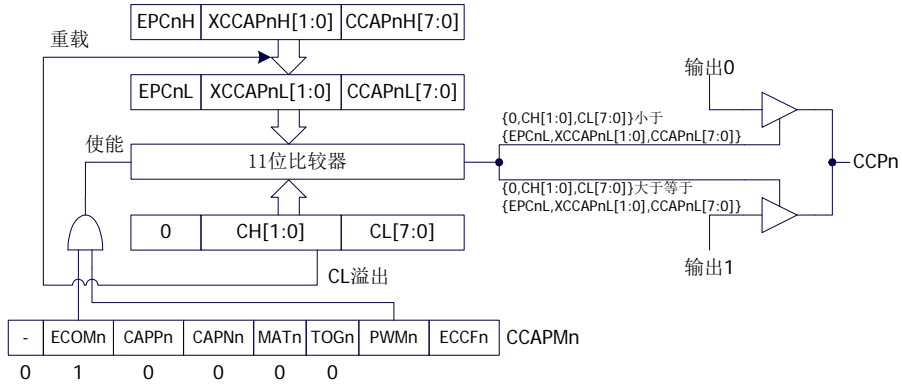 EPCnH XCCAPnH[1:0] CCAPnH[7:0]
重载
EPCnL XCCAPnL[1:0] CCAPnL[7:0]
输出0
{0,CH[1:0],CL[7:0]}小于
{EPCnL,XCCAPnL[1:0],CCAPnL[7:0]}
使能
11位比较器
CCPn
{0,CH[1:0],CL[7:0]}大于等于
{EPCnL,XCCAPnL[1:0],CCAPnL[7:0]}
0 CH[1:0] CL[7:0]
输出1
CL溢出
- ECOMn CAPPn CAPNn MATn TOGn PWMn ECCFn CCAPMn
0 1 0 0 0 0